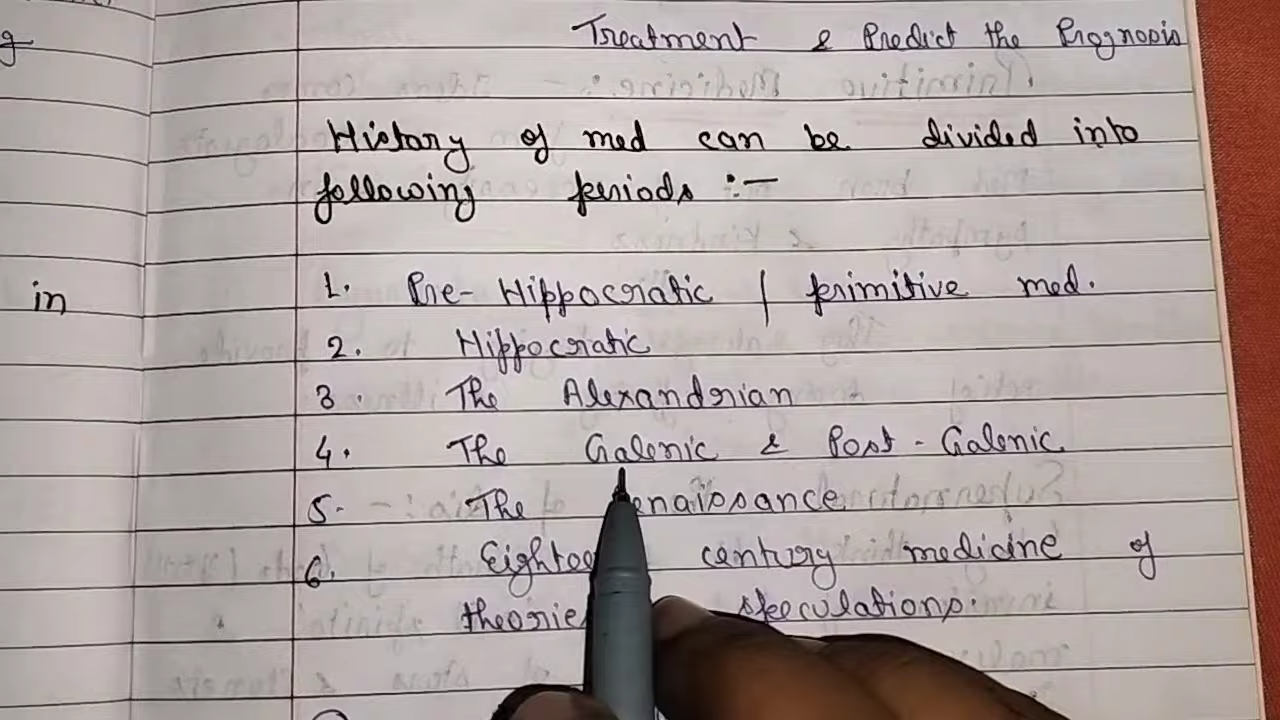 g
Treatment & Predict the Prognosis
History of med can be divided into
following periods :-
in
1. Pre-Hippocratic / primitive med.
2. Hippocratic
3. The Alexandrian
4. The Galenic & Post-Galenic
5. The enaissance
6. Eightee century medicine of
theorie speculations.